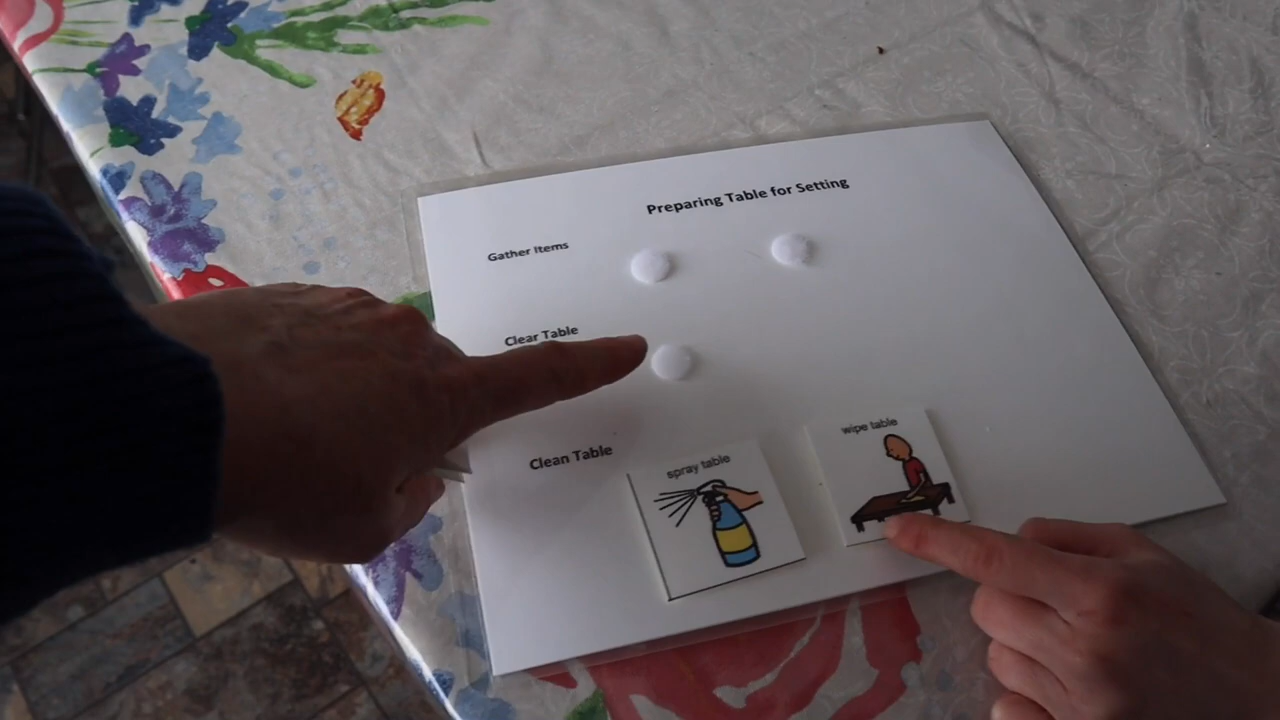 Preparing Table for Setting
Gather Items
Clear Table
Clean Table
spray table
wipe table